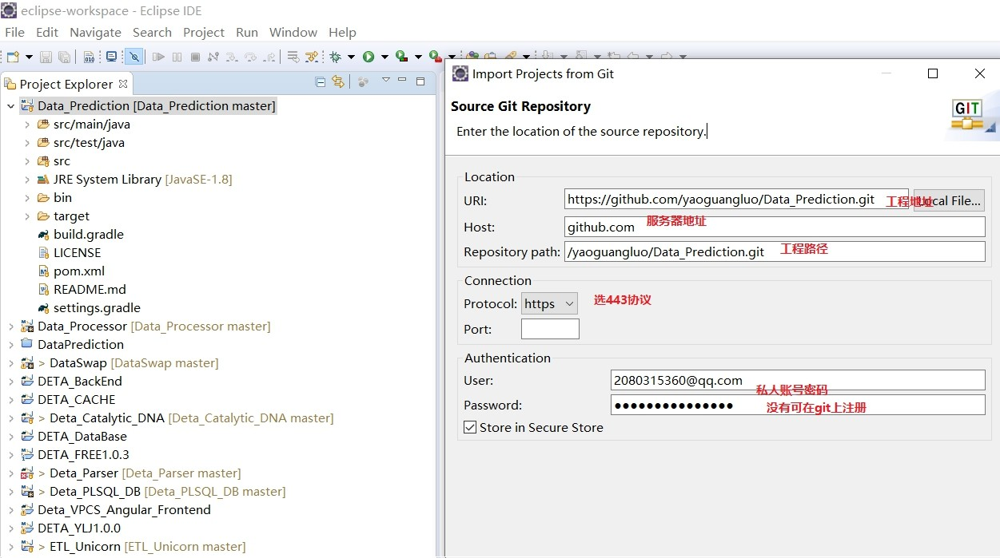 eclipse-workspace - Eclipse IDE
File Edit Navigate Search Project Run Window Help
Project Explorer
Data_Prediction [Data_Prediction master]
src/main/java
src/test/java
src
JRE System Library [JavaSE-1.8]
bin
target
build.gradle
LICENSE
pom.xml
README.md
settings.gradle
Data_Processor [Data_Processor master]
DataPrediction
> DataSwap [DataSwap master]
DETA_BackEnd
DETA_CACHE
> Deta_Catalytic_DNA [Deta_Catalytic_DNA master]
DETA_DataBase
DETA_FREE1.0.3
> Deta_Parser [Deta_Parser master]
> Deta_PLSQL_DB [Deta_PLSQL_DB master]
Deta_VPCS_Angular_Frontend
DETA_YLJ1.0.0
> ETL_Unicorn [ETL_Unicorn master]
Import Projects from Git
Source Git Repository
Enter the location of the source repository.
GIT
Location
URI: https://github.com/yaoguangluo/Data_Prediction.git 工程地址 Local File...
Host: github.com 服务器地址
Repository path: /yaoguangluo/Data_Prediction.git 工程路径
Connection
Protocol: https 选443协议
Port:
Authentication
User: 2080315360@qq.com
私人账号密码
Password: ●●●●●●●●●●●●●●● 没有可在git上注册
Store in Secure Store